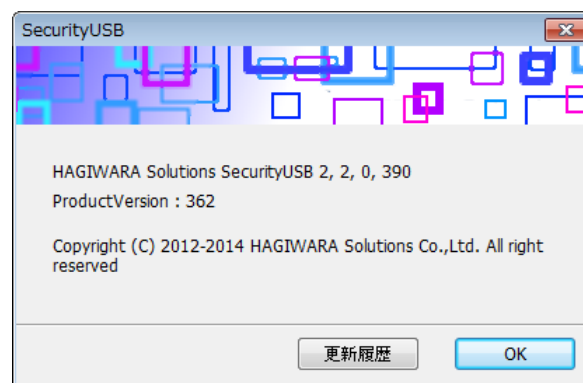 SecurityUSB
HAGIWARA Solutions SecurityUSB 2, 2, 0, 390
ProductVersion : 362
Copyright (C) 2012-2014 HAGIWARA Solutions Co.,Ltd. All right
reserved
更新履歴
OK